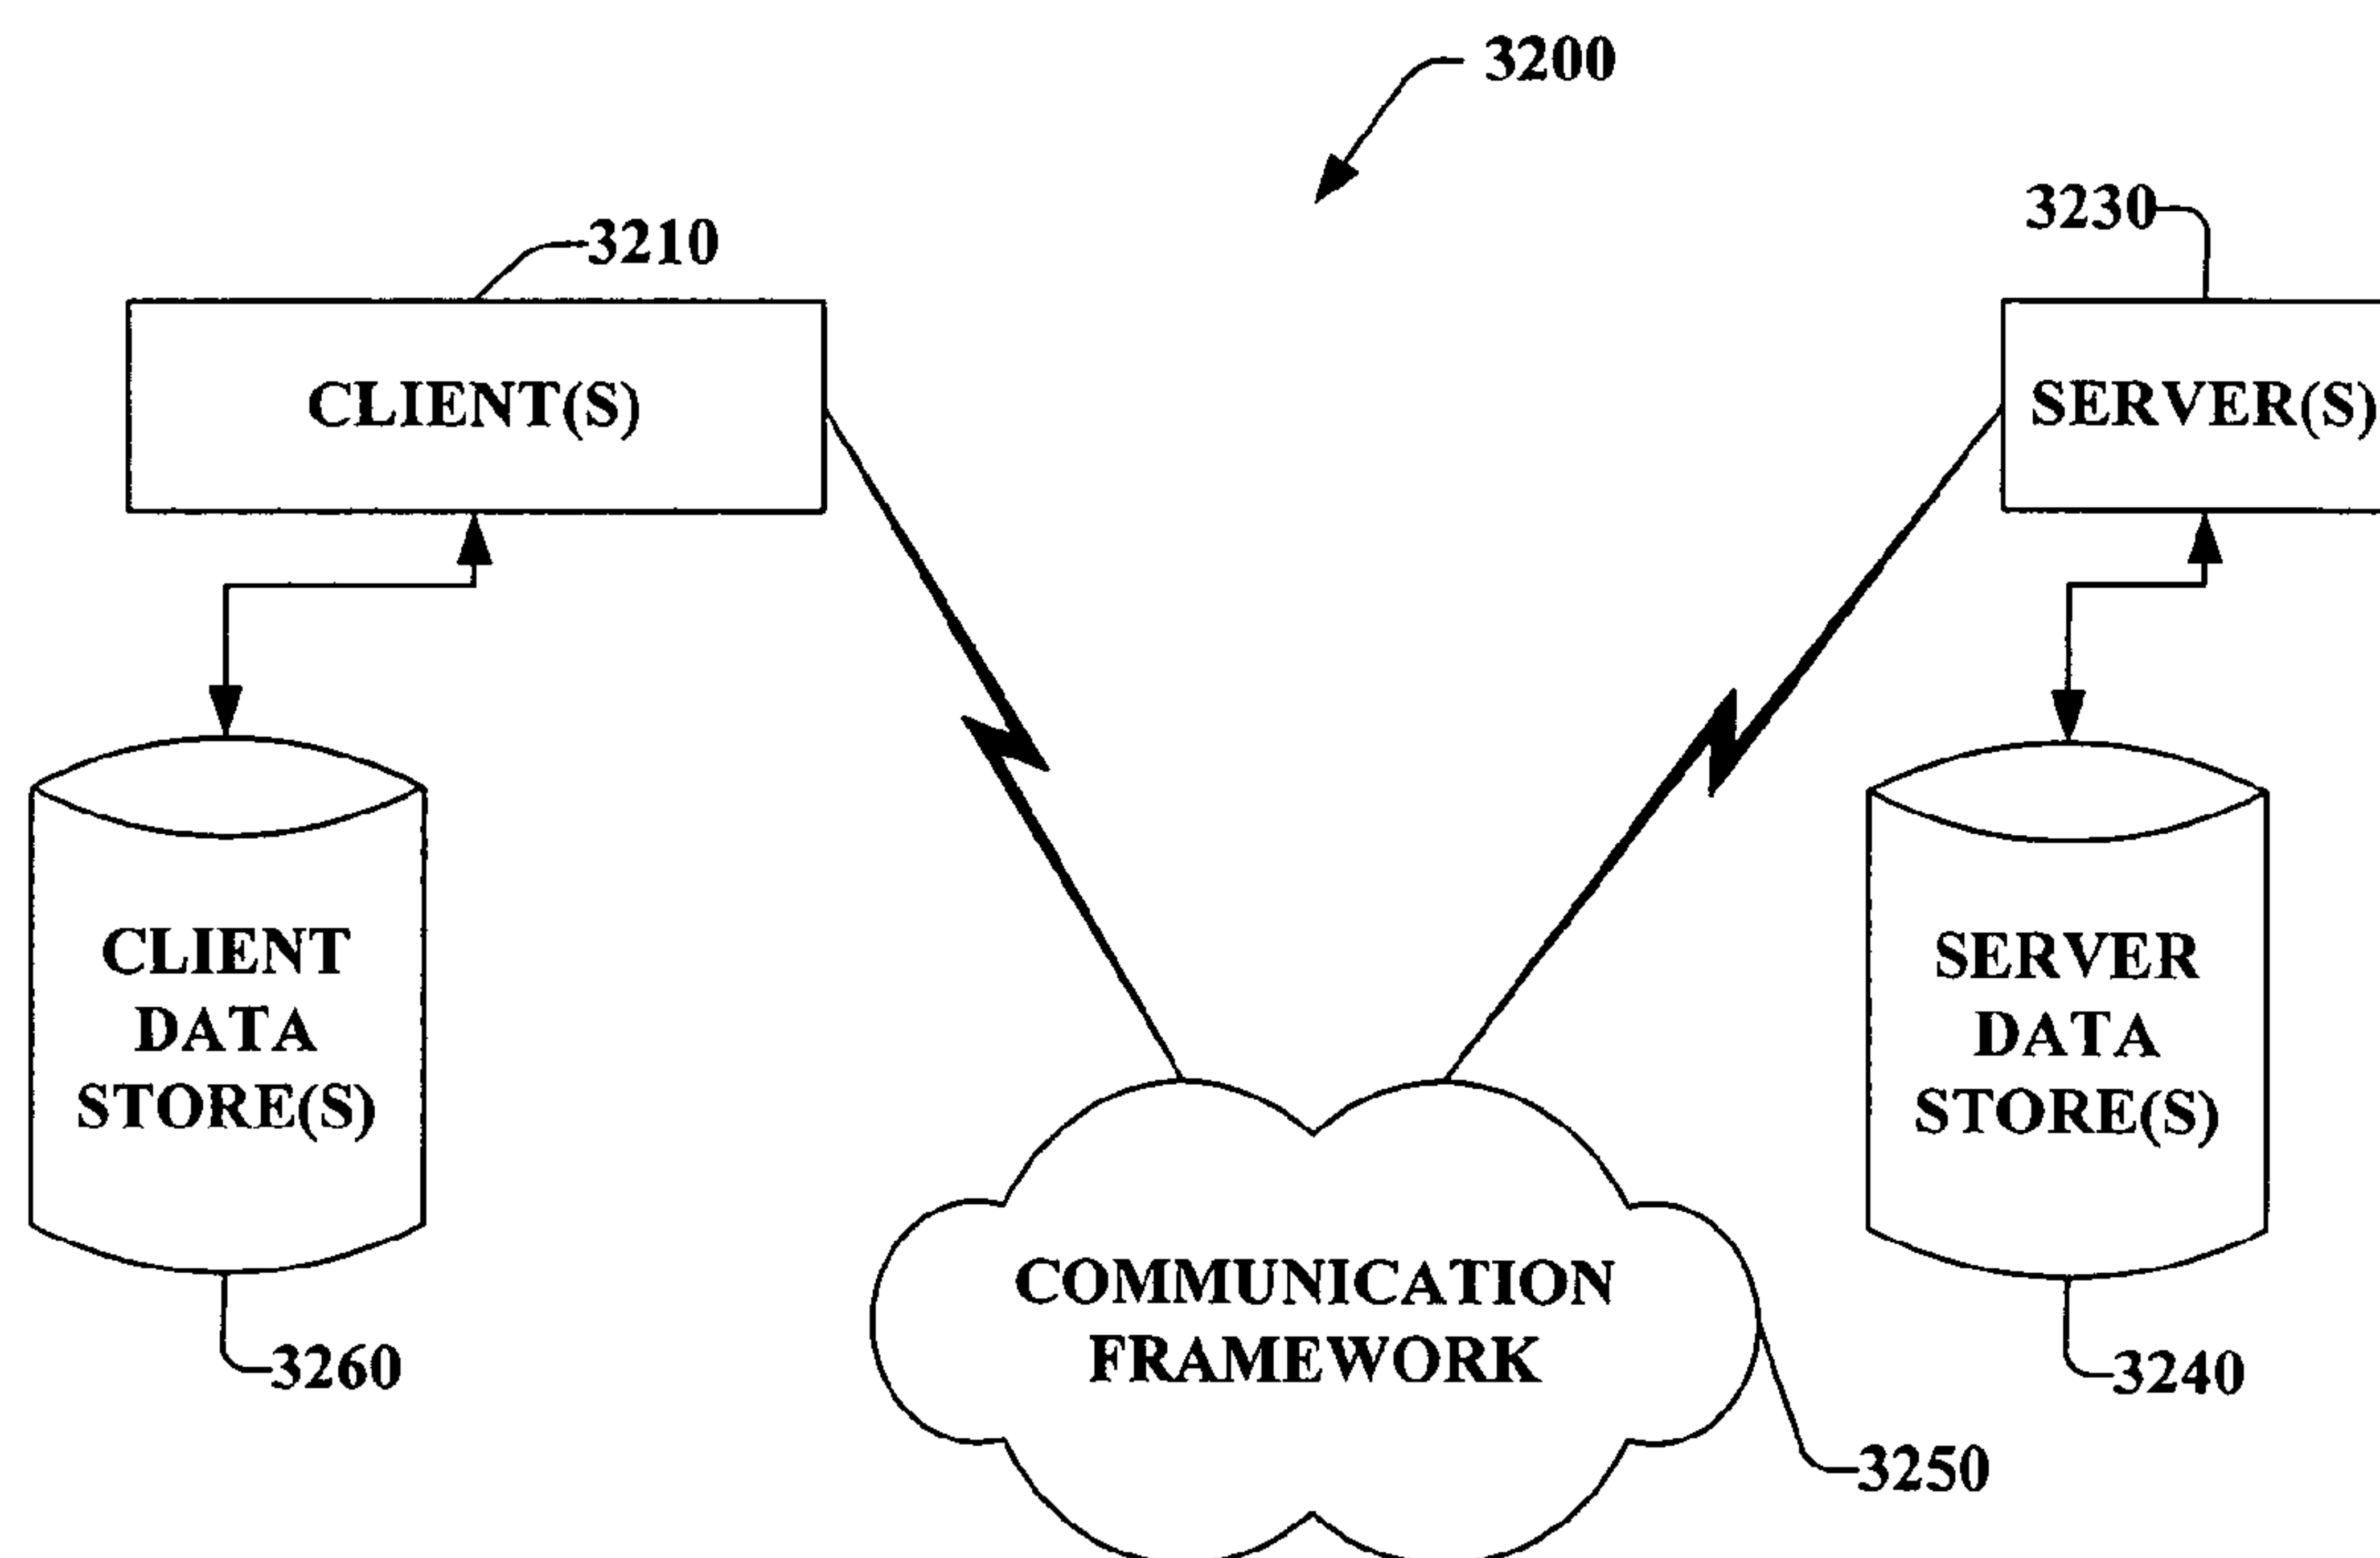 3200
3210
3230
CLIENT(S)
SERVER(S)
CLIENT
DATA
STORE(S)
SERVER
DATA
STORE(S)
COMMUNICATION
FRAMEWORK
3260
3240
3250